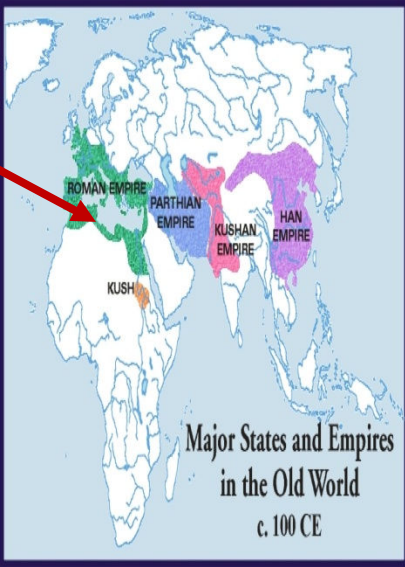 ROMAN EMPIRE
PARTHIAN
EMPIRE
KUSHAN
EMPIRE
HAN
EMPIRE
KUSH
Major States and Empires
in the Old World
c. 100 CE